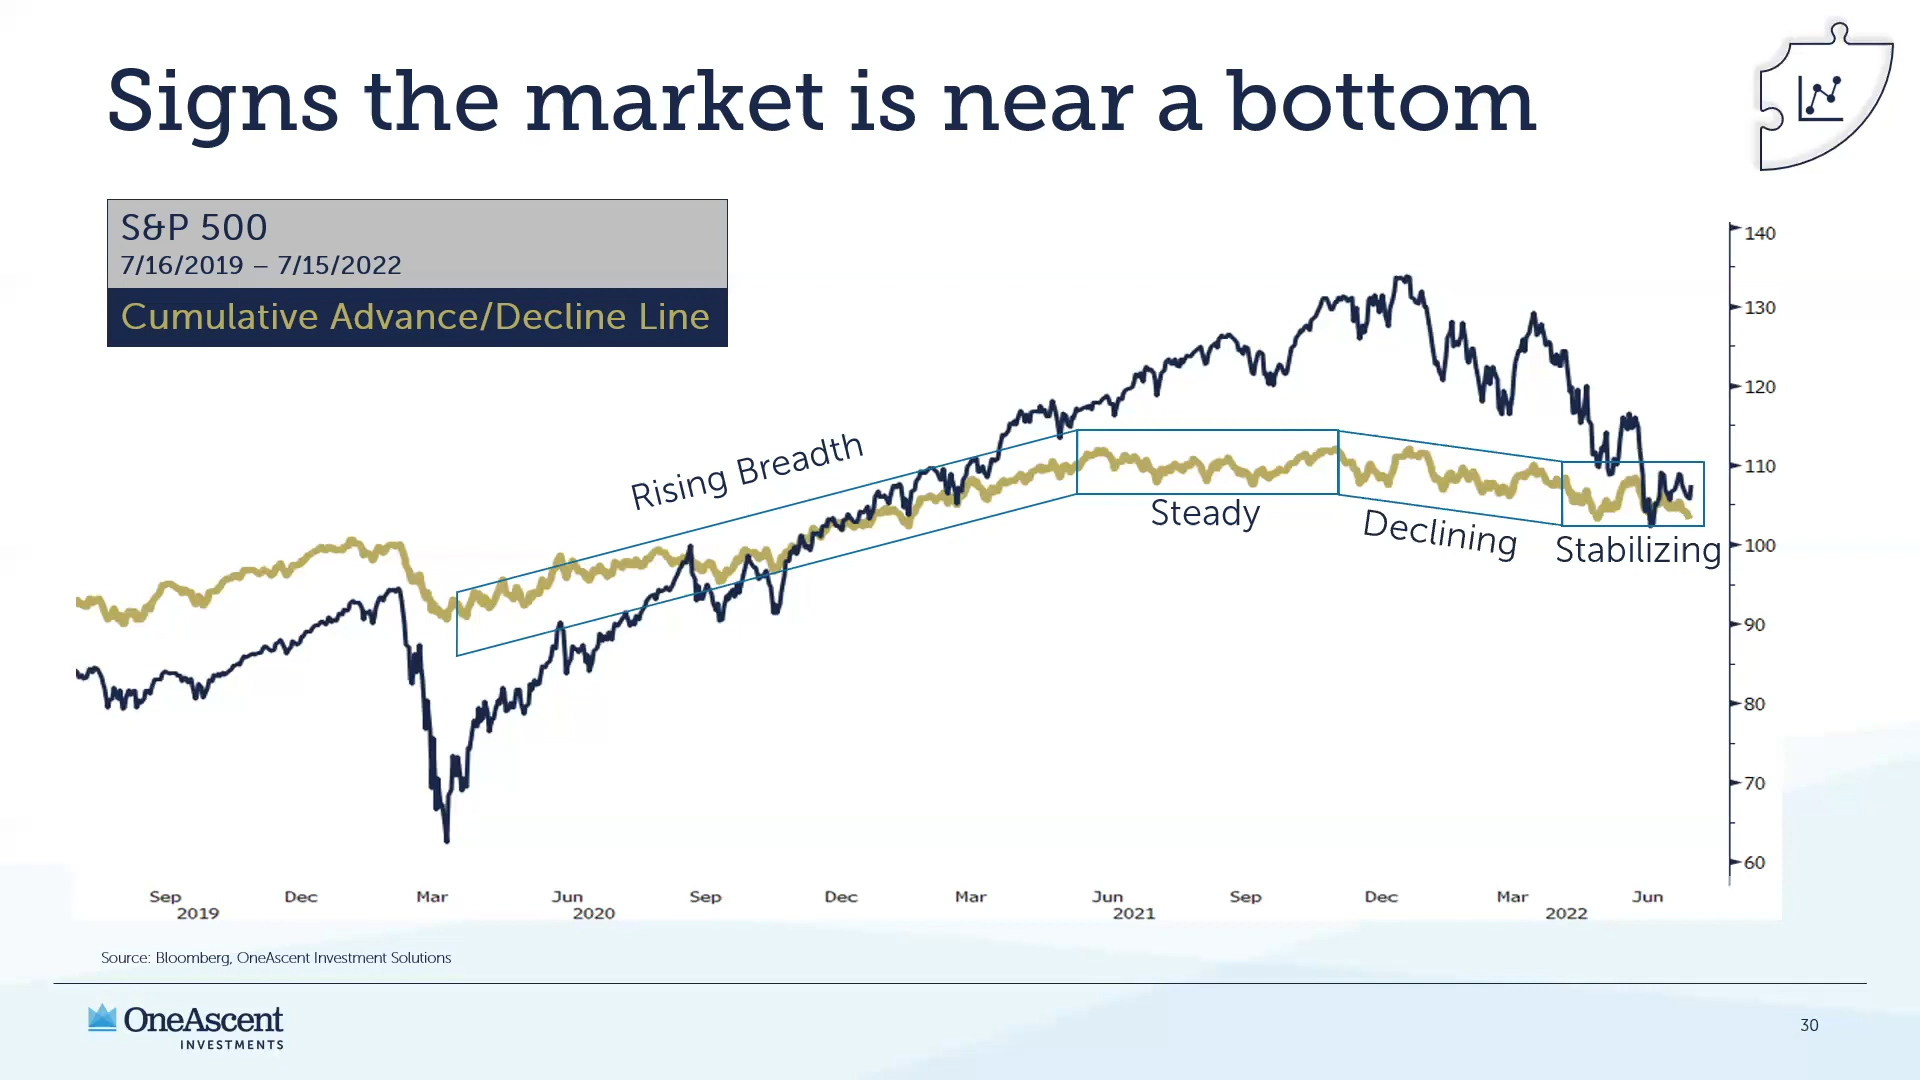 Signs the market is near a bottom
S&P 500
7/16/2019 – 7/15/2022
Cumulative Advance/Decline Line
140
130
120
110
100
90
80
70
60
Rising Breadth
Steady
Declining
Stabilizing
Sep Dec Mar Jun Sep Dec Mar Jun Sep Dec Mar Jun
2019 2020 2021 2022
Source: Bloomberg, OneAscent Investment Solutions
OneAscent
INVESTMENTS
30